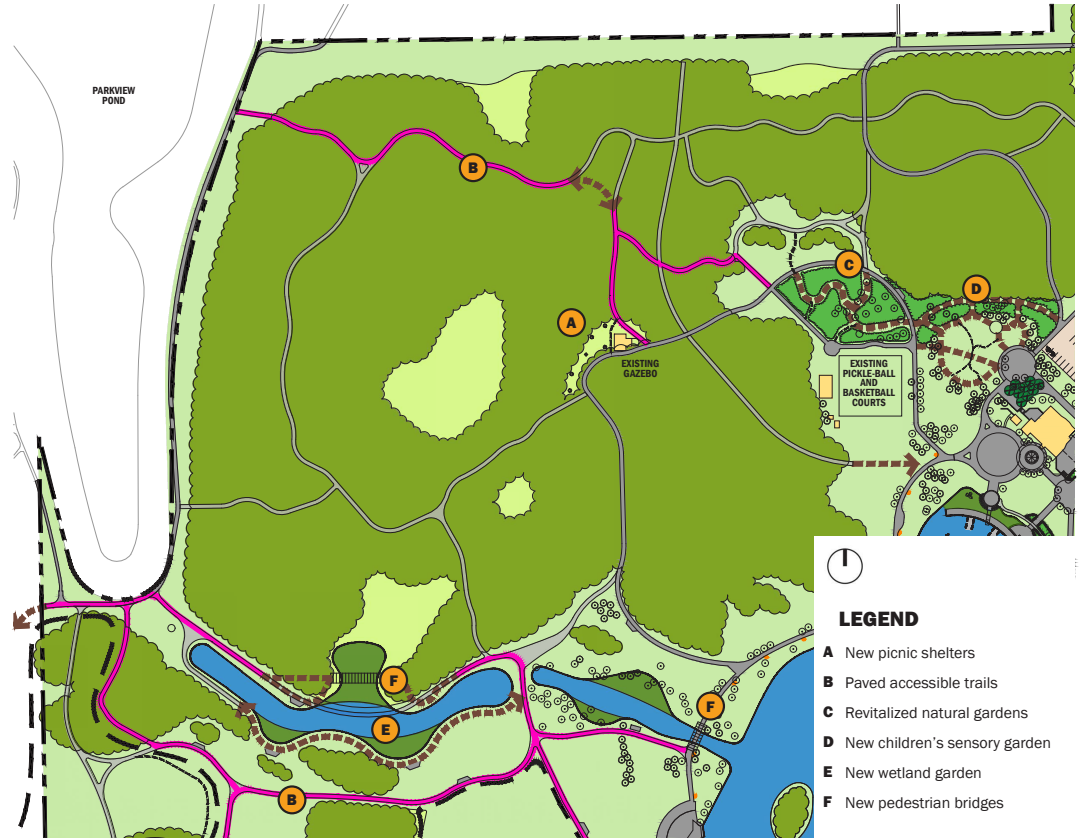 PARKVIEW
POND
B
C
D
A
EXISTING
GAZEBO
EXISTING
PICKLE-BALL
AND
BASKETBALL
COURTS
F
F
E
B
LEGEND
A New picnic shelters
B Paved accessible trails
C Revitalized natural gardens
D New children's sensory garden
E New wetland garden
F New pedestrian bridges